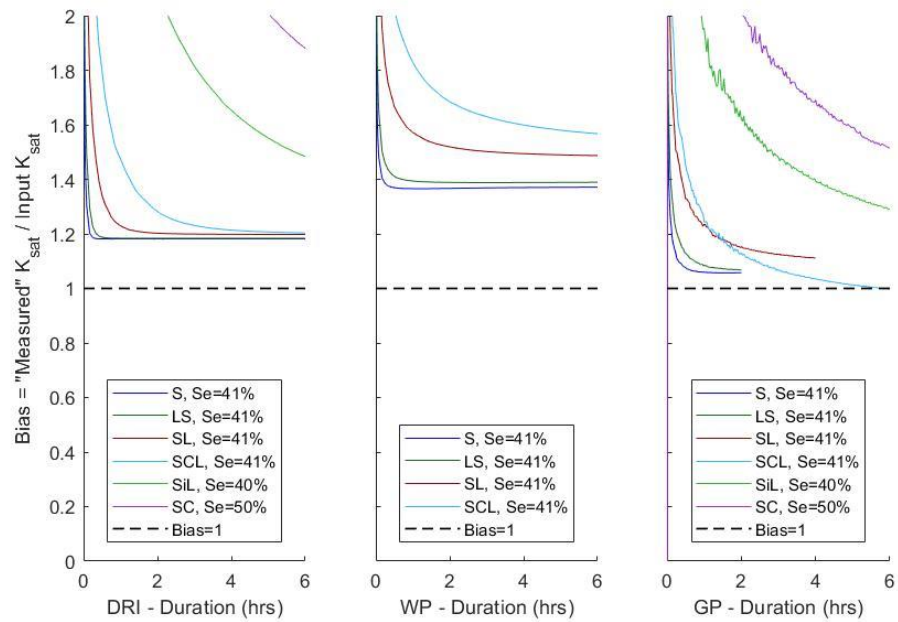 Bias = "Measured" K_sat / Input K_sat
2
1.8
1.6
1.4
1.2
1
0.8
0.6
0.4
0.2
0
S, Se=41%
LS, Se=41%
SL, Se=41%
SCL, Se=41%
SiL, Se=40%
SC, Se=50%
Bias=1
0 2 4 6
DRI - Duration (hrs)
S, Se=41%
LS, Se=41%
SL, Se=41%
SCL, Se=41%
Bias=1
0 2 4 6
WP - Duration (hrs)
S, Se=41%
LS, Se=41%
SL, Se=41%
SCL, Se=41%
SiL, Se=40%
SC, Se=50%
Bias=1
0 2 4 6
GP - Duration (hrs)